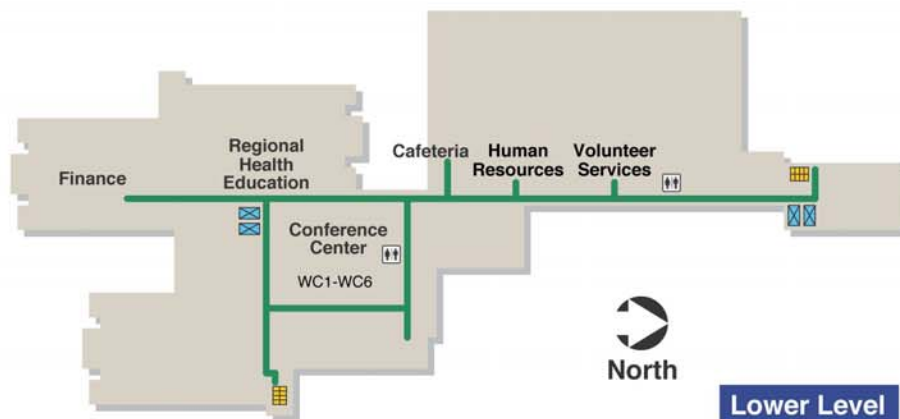 Regional
Health
Education
Cafeteria
Human
Resources
Volunteer
Services
Finance
Conference
Center
WC1-WC6
North
Lower Level